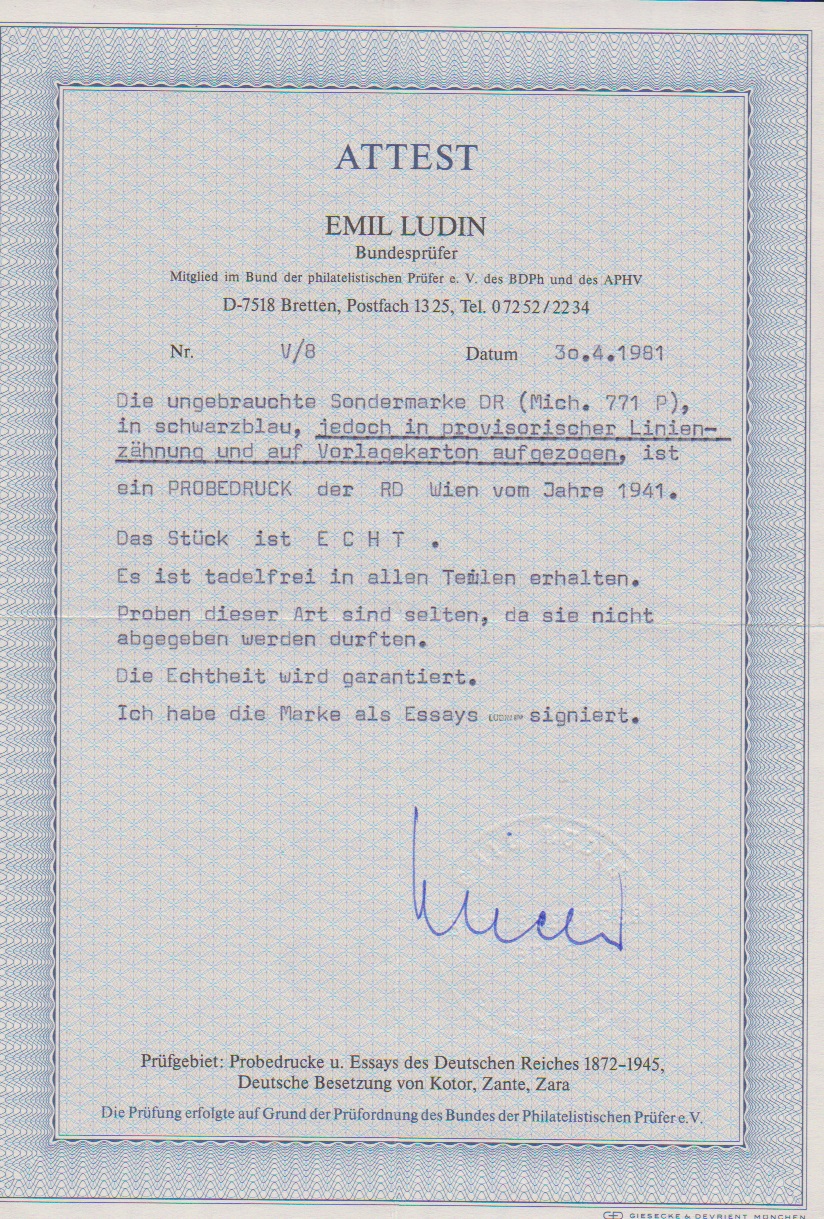 ATTEST
EMIL LUDIN
Bundesprüfer
Mitglied im Bund der philatelistischen Prüfer e. V. des BDPh und des APHV
D-7518 Bretten, Postfach 1325, Tel. 07252/2234
Nr. V/8 Datum 3o.4.1981
Die ungebrauchte Sondermarke DR (Mich. 771 P),
in schwarzblau, jedoch in provisorischer Linien-
zähnung und auf Vorlagekarton aufgezogen, ist
ein PROBEDRUCK der RD Wien vom Jahre 1941.
Das Stück ist E C H T .
Es ist tadelfrei in allen Teilen erhalten.
Proben dieser Art sind selten, da sie nicht
abgegeben werden durften.
Die Echtheit wird garantiert.
Ich habe die Marke als Essays signiert.
Prüfgebiet: Probedrucke u. Essays des Deutschen Reiches 1872–1945,
Deutsche Besetzung von Kotor, Zante, Zara
Die Prüfung erfolgte auf Grund der Prüfordnung des Bundes der Philatelistischen Prüfer e.V.
GIESECKE & DEVRIENT MÜNCHEN